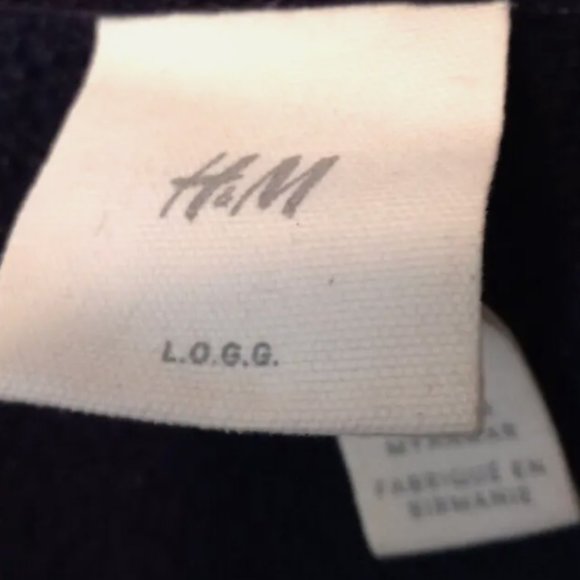 H&M
L.O.G.G.
MYANMAR
FABRIQUÉ EN
BIRMANIE